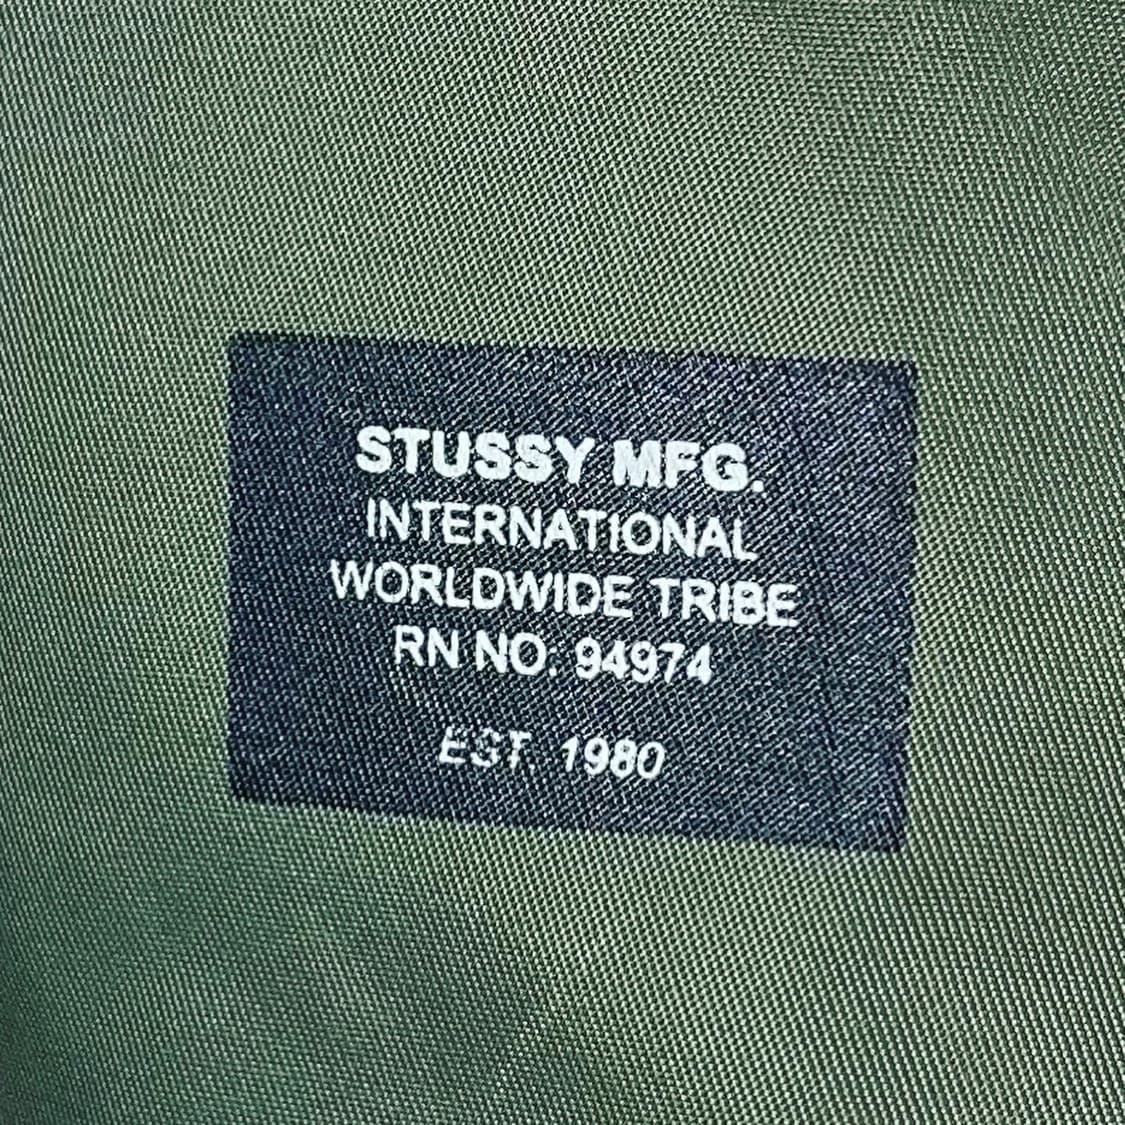 STUSSY MFG.
INTERNATIONAL
WORLDWIDE TRIBE
RN NO. 94974
EST. 1980